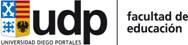 udp
UNIVERSIDAD DIEGO PORTALES
facultad de
educación